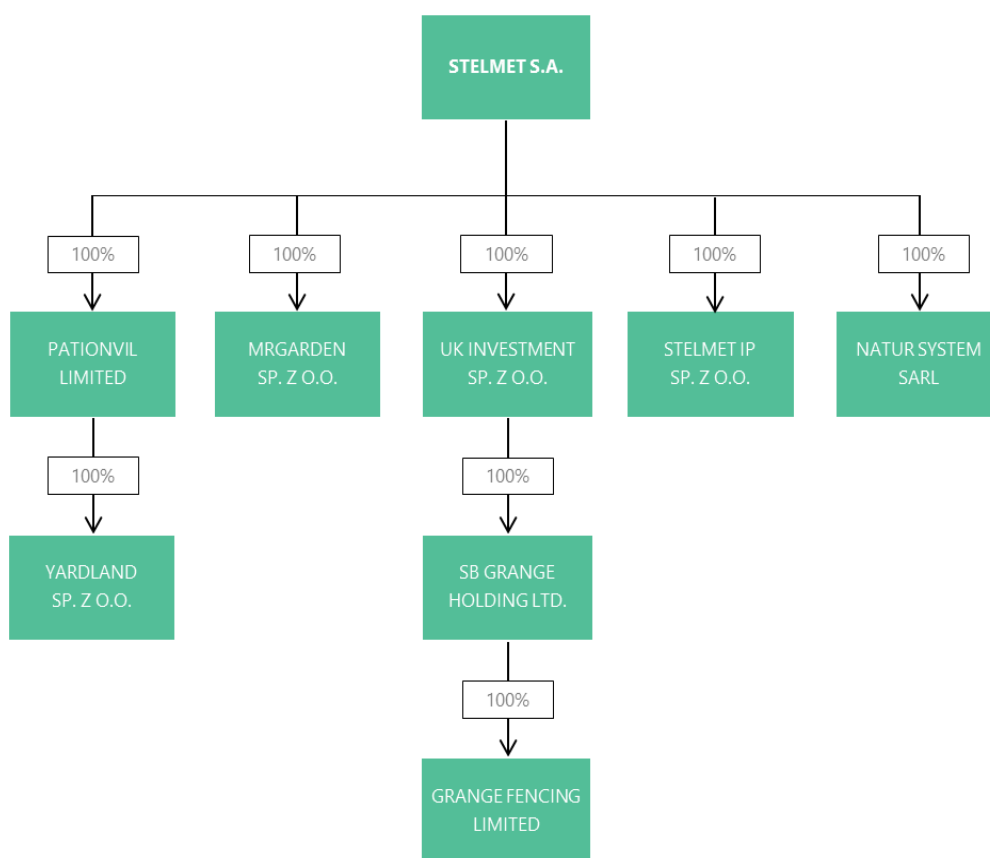 STELMET S.A.
100%
100%
100%
100%
100%
PATIONVIL
LIMITED
MRGARDEN
SP. Z O.O.
UK INVESTMENT
SP. Z O.O.
STELMET IP
SP. Z O.O.
NATUR SYSTEM
SARL
100%
100%
YARDLAND
SP. Z O.O.
SB GRANGE
HOLDING LTD.
100%
GRANGE FENCING
LIMITED